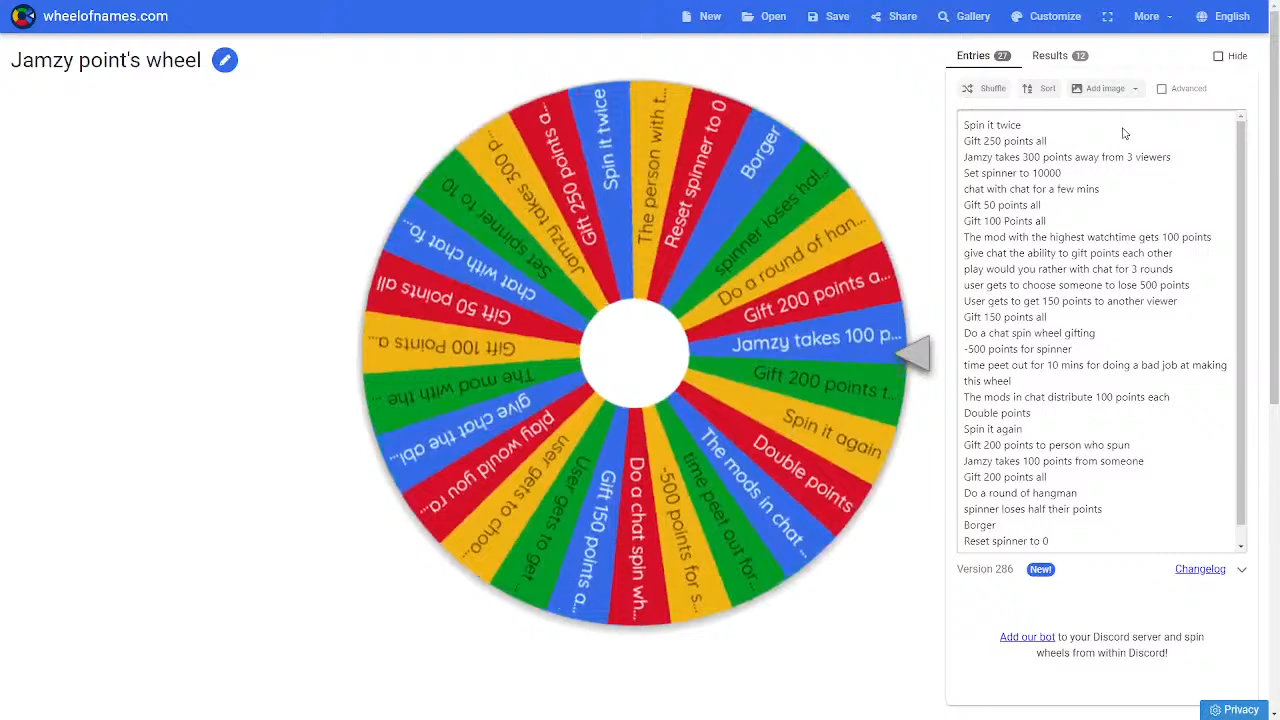 wheelofnames.com
New
Open
Save
Share
Gallery
Customize
More
English
Jamzy point's wheel
Entries 27
Results 12
Hide
Shuffle
Sort
Add image
Advanced
Spin it twice
Gift 250 points all
Jamzy takes 300 points away from 3 viewers
Set spinner to 10000
chat with chat for a few mins
Gift 50 points all
Gift 100 Points all
The mod with the highest watchtime gets 100 points
give chat the ability to gift points each other
play would you rather with chat for 3 rounds
user gets to choose someone to lose 500 points
User gets to get 150 points to another viewer
Gift 150 points all
Do a chat spin wheel gifting
-500 points for spinner
time peet out for 10 mins for doing a bad job at making
this wheel
The mods in chat distribute 100 points each
Double points
Spin it again
Gift 200 points to person who spun
Jamzy takes 100 points from someone
Gift 200 points all
Do a round of hangman
spinner loses half their points
Borger
Reset spinner to 0
Version 286
New!
Changelog
Add our bot to your Discord server and spin
wheels from within Discord!
Privacy
Spin it twice
The person with t...
Reset spinner to 0
Borger
spinner loses hal...
Do a round of han...
Gift 200 points a...
Jamzy takes 100 p...
Gift 200 points t...
Spin it again
Double points
The mods in chat ...
time peet out for...
-500 points for s...
Do a chat spin wh...
Gift 150 points a...
User gets to get ...
user gets to choo...
play would you ra...
give chat the abi...
The mod with the ...
Gift 100 Points a...
Gift 50 points all
chat with chat fo...
Set spinner to 10
Jamzy takes 300 p...
Gift 250 points a...